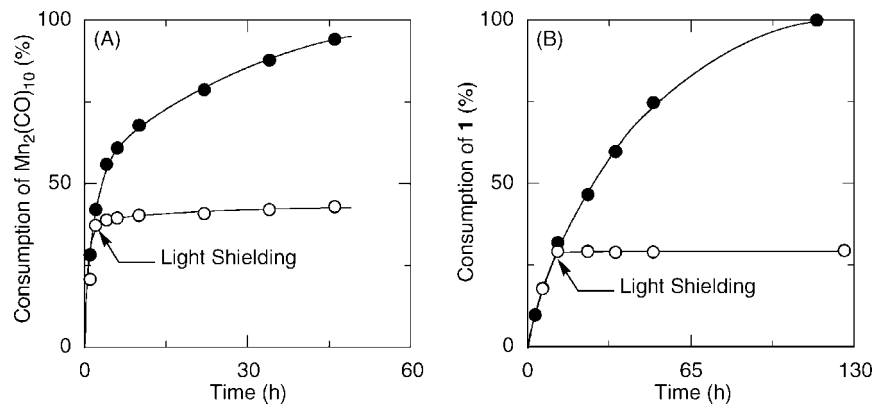 (A)
Consumption of Mn2(CO)10 (%)
100
50
0
Light Shielding
0 30 60
Time (h)
(B)
Consumption of 1 (%)
100
50
0
Light Shielding
0 65 130
Time (h)